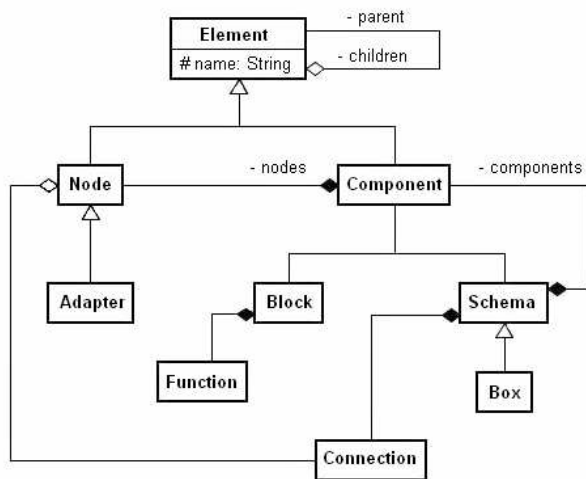 - parent
Element
# name: String
- children
Node
- nodes
Component
- components
Adapter
Block
Schema
Function
Box
Connection